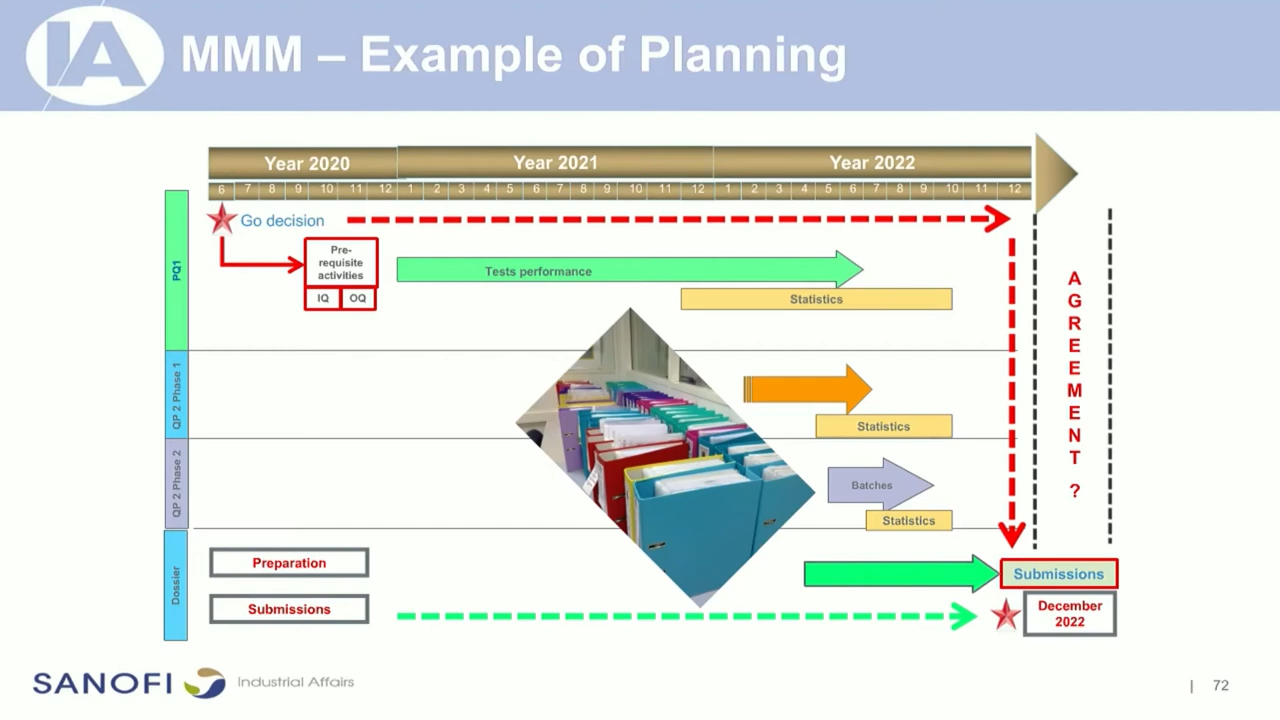 IA
MMM – Example of Planning
Year 2020
Year 2021
Year 2022
6 7 8 9 10 11 12 1 2 3 4 5 6 7 8 9 10 11 12 1 2 3 4 5 6 7 8 9 10 11 12
PQ1
Go decision
Pre-
requisite
activities
IQ
OQ
Tests performance
Statistics
QP 2 Phase 1
Statistics
QP 2 Phase 2
Batches
Statistics
A
G
R
E
E
M
E
N
T
?
Dossier
Preparation
Submissions
Submissions
December
2022
SANOFI
Industrial Affairs
| 72